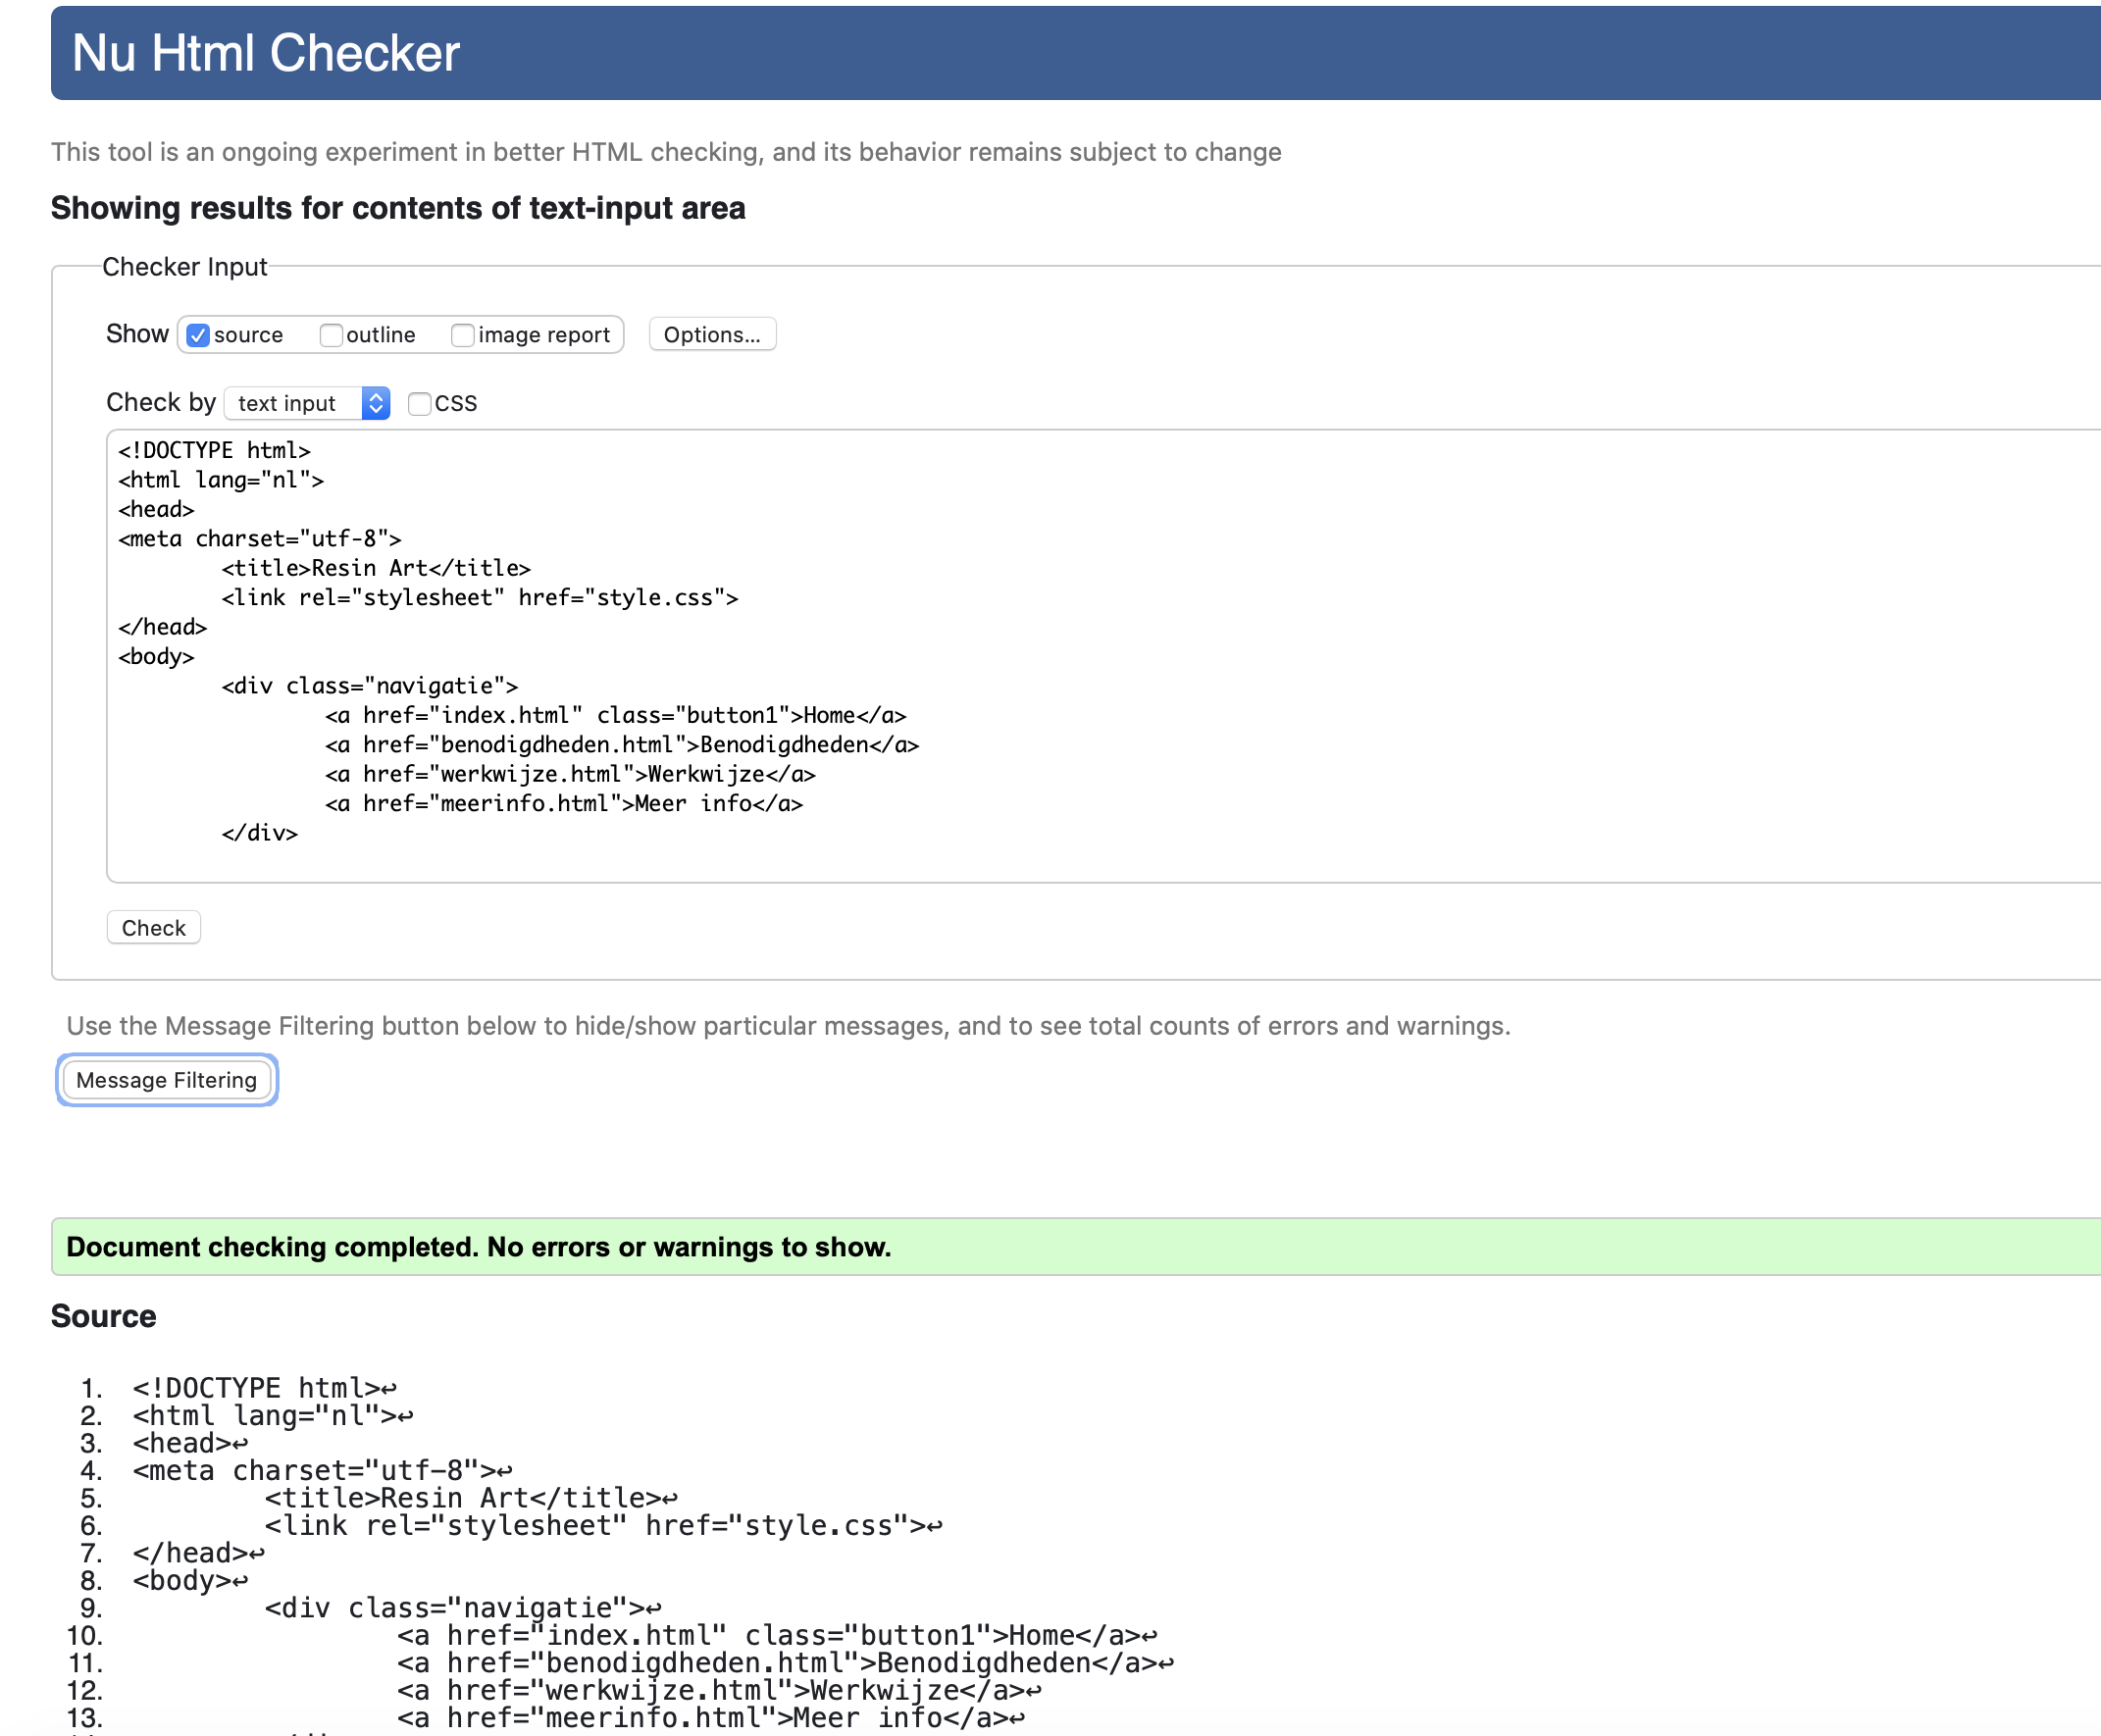 Nu Html Checker
This tool is an ongoing experiment in better HTML checking, and its behavior remains subject to change
Showing results for contents of text-input area
Checker Input
Show source outline image report Options...
Check by text input CSS
<!DOCTYPE html>
<html lang="nl">
<head>
<meta charset="utf-8">
<title>Resin Art</title>
<link rel="stylesheet" href="style.css">
</head>
<body>
<div class="navigatie">
<a href="index.html" class="button1">Home</a>
<a href="benodigdheden.html">Benodigdheden</a>
<a href="werkwijze.html">Werkwijze</a>
<a href="meerinfo.html">Meer info</a>
</div>
Check
Use the Message Filtering button below to hide/show particular messages, and to see total counts of errors and warnings.
Message Filtering
Document checking completed. No errors or warnings to show.
Source
1. <!DOCTYPE html>↩
2. <html lang="nl">↩
3. <head>↩
4. <meta charset="utf-8">↩
5. <title>Resin Art</title>↩
6. <link rel="stylesheet" href="style.css">↩
7. </head>↩
8. <body>↩
9. <div class="navigatie">↩
10. <a href="index.html" class="button1">Home</a>↩
11. <a href="benodigdheden.html">Benodigdheden</a>↩
12. <a href="werkwijze.html">Werkwijze</a>↩
13. <a href="meerinfo.html">Meer info</a>↩